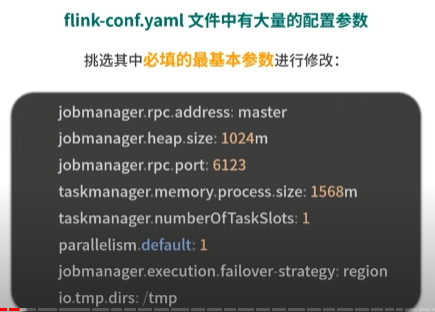 flink-conf.yaml 文件中有大量的配置参数
挑选其中必填的最基本参数进行修改：
jobmanager.rpc.address: master
jobmanager.heap.size: 1024m
jobmanager.rpc.port: 6123
taskmanager.memory.process.size: 1568m
taskmanager.numberOfTaskSlots: 1
parallelism.default: 1
jobmanager.execution.failover-strategy: region
io.tmp.dirs: /tmp